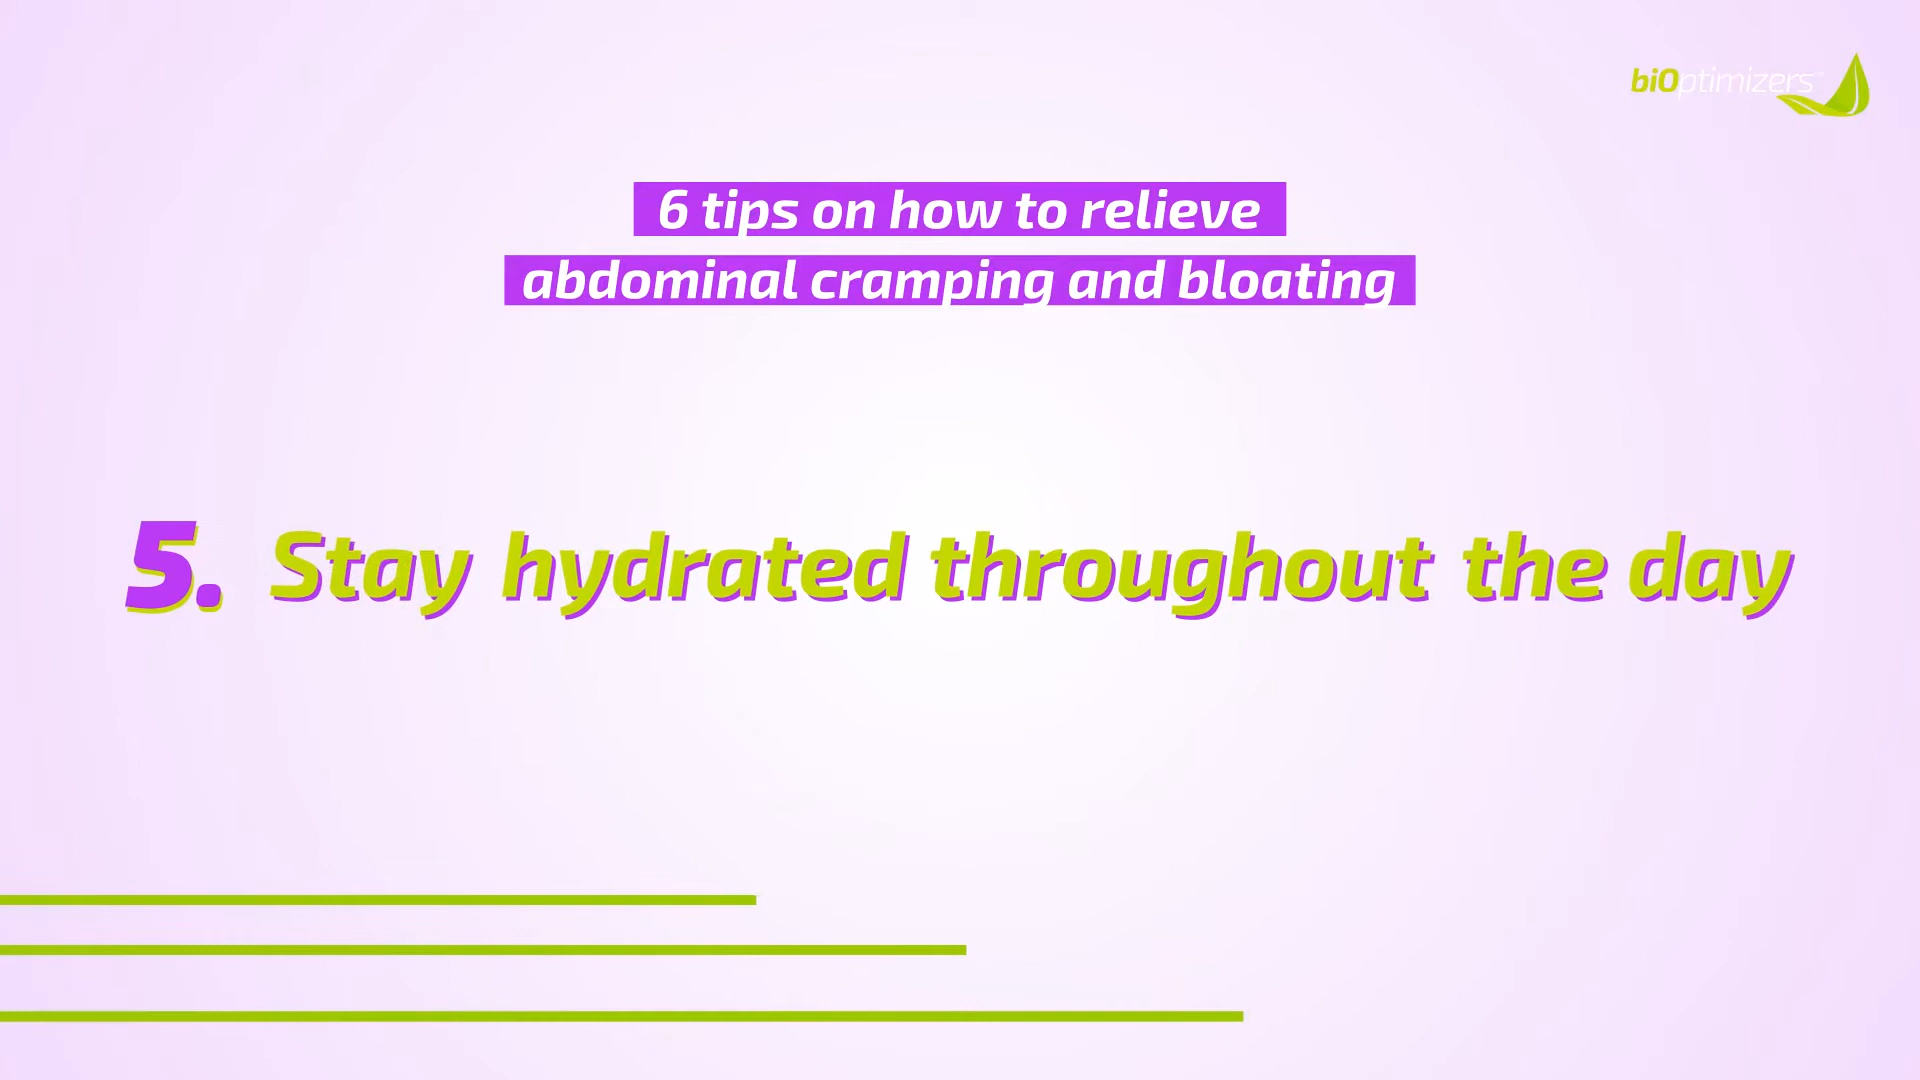 biOptimizers
6 tips on how to relieve
abdominal cramping and bloating
5. Stay hydrated throughout the day